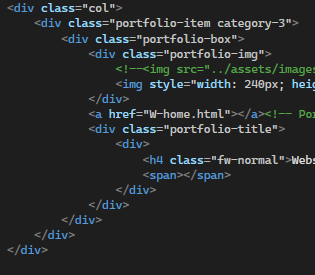 <div class="col">
<div class="portfolio-item category-3">
<div class="portfolio-box">
<div class="portfolio-img">
<!--<img src="../assets/images
<img style="width: 240px; heig
</div>
<a href="W-home.html"></a><!-- Por
<div class="portfolio-title">
<div>
<h4 class="fw-normal">Webs
<span></span>
</div>
</div>
</div>
</div>
</div>